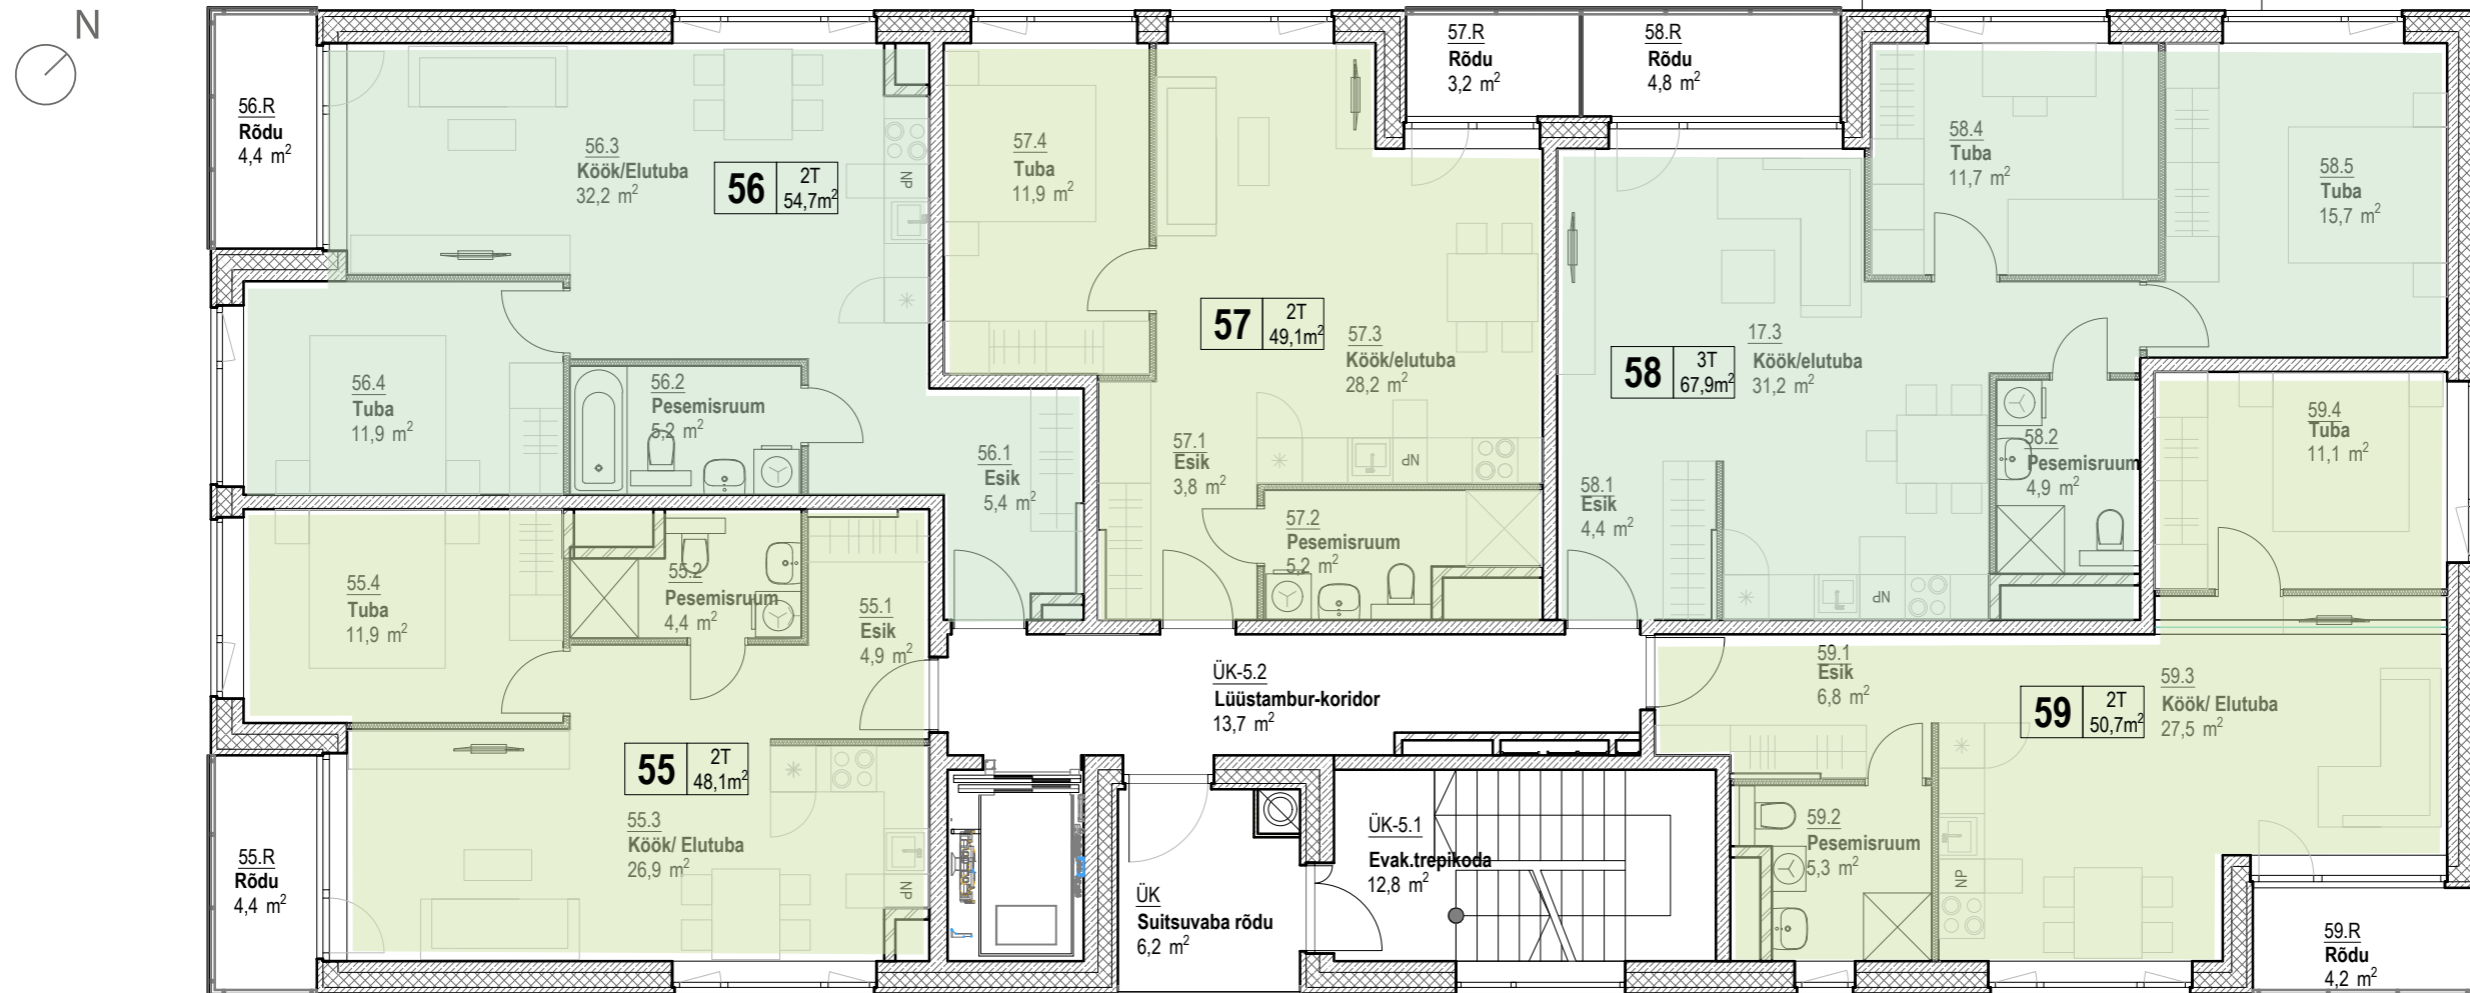 N
56.R
Rõdu
4,4 m²
56.3
Köök/Elutuba
32,2 m²
56
2T
54,7m²
NP
57.4
Tuba
11,9 m²
57.R
Rõdu
3,2 m²
58.R
Rõdu
4,8 m²
58.4
Tuba
11,7 m²
58.5
Tuba
15,7 m²
57
2T
49,1m²
57.3
Köök/elutuba
28,2 m²
58
3T
67,9m²
17.3
Köök/elutuba
31,2 m²
56.4
Tuba
11,9 m²
56.2
Pesemisruum
5,2 m²
56.1
Esik
5,4 m²
57.1
Esik
3,8 m²
NP
57.2
Pesemisruum
5,2 m²
58.1
Esik
4,4 m²
58.2
Pesemisruum
4,9 m²
NP
59.4
Tuba
11,1 m²
55.4
Tuba
11,9 m²
55.2
Pesemisruum
4,4 m²
55.1
Esik
4,9 m²
ÜK-5.2
Lüüstambur-koridor
13,7 m²
59.1
Esik
6,8 m²
59
2T
50,7m²
59.3
Köök/ Elutuba
27,5 m²
55
2T
48,1m²
55.3
Köök/ Elutuba
26,9 m²
NP
55.R
Rõdu
4,4 m²
ÜK
Suitsuvaba rõdu
6,2 m²
ÜK-5.1
Evak.trepikoda
12,8 m²
59.2
Pesemisruum
5,3 m²
NP
59.R
Rõdu
4,2 m²